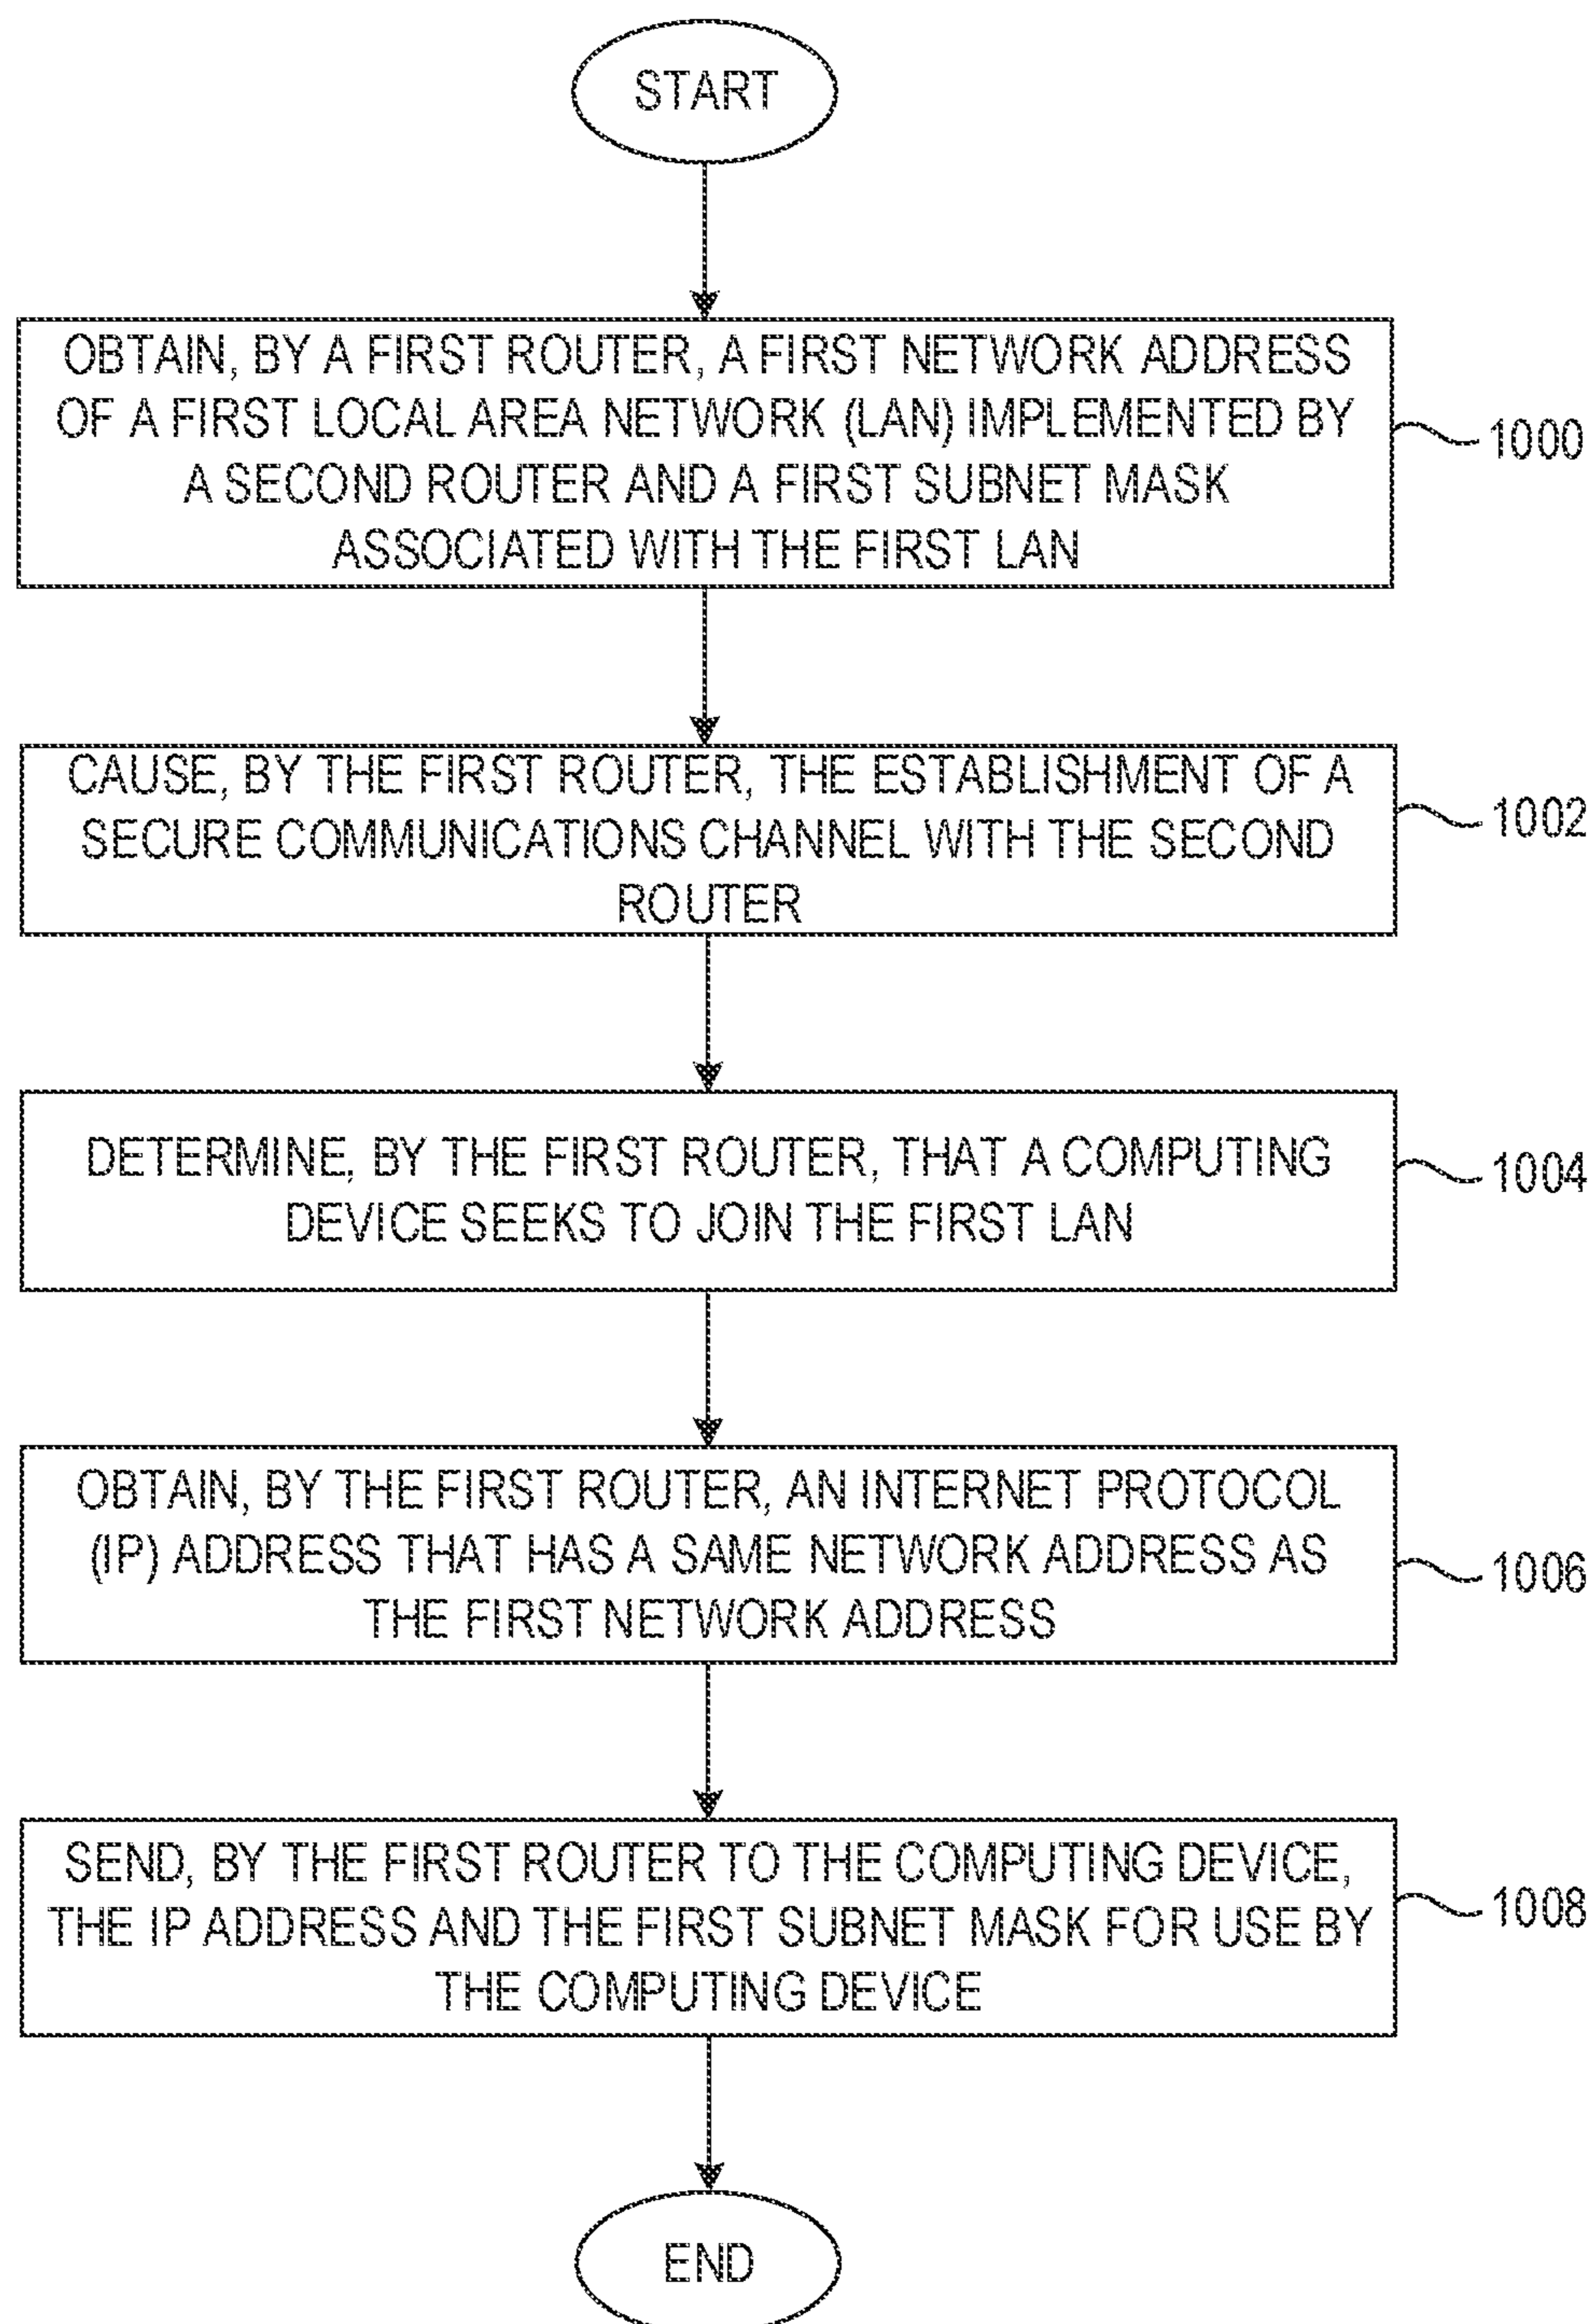 START
OBTAIN, BY A FIRST ROUTER, A FIRST NETWORK ADDRESS
OF A FIRST LOCAL AREA NETWORK (LAN) IMPLEMENTED BY
A SECOND ROUTER AND A FIRST SUBNET MASK
ASSOCIATED WITH THE FIRST LAN
1000
CAUSE, BY THE FIRST ROUTER, THE ESTABLISHMENT OF A
SECURE COMMUNICATIONS CHANNEL WITH THE SECOND
ROUTER
1002
DETERMINE, BY THE FIRST ROUTER, THAT A COMPUTING
DEVICE SEEKS TO JOIN THE FIRST LAN
1004
OBTAIN, BY THE FIRST ROUTER, AN INTERNET PROTOCOL
(IP) ADDRESS THAT HAS A SAME NETWORK ADDRESS AS
THE FIRST NETWORK ADDRESS
1006
SEND, BY THE FIRST ROUTER TO THE COMPUTING DEVICE,
THE IP ADDRESS AND THE FIRST SUBNET MASK FOR USE BY
THE COMPUTING DEVICE
1008
END